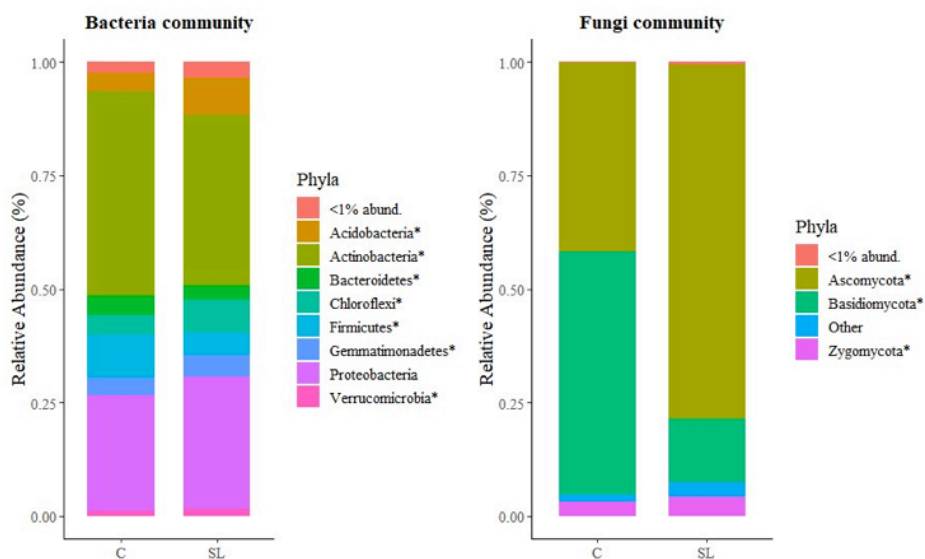 Bacteria community
Relative Abundance (%)
1.00
0.75
0.50
0.25
0.00
C
SL
Phyla
<1% abund.
Acidobacteria*
Actinobacteria*
Bacteroidetes*
Chloroflexi*
Firmicutes*
Gemmatimonadetes*
Proteobacteria
Verrucomicrobia*
Fungi community
Relative Abundance (%)
1.00
0.75
0.50
0.25
0.00
C
SL
Phyla
<1% abund.
Ascomycota*
Basidiomycota*
Other
Zygomycota*